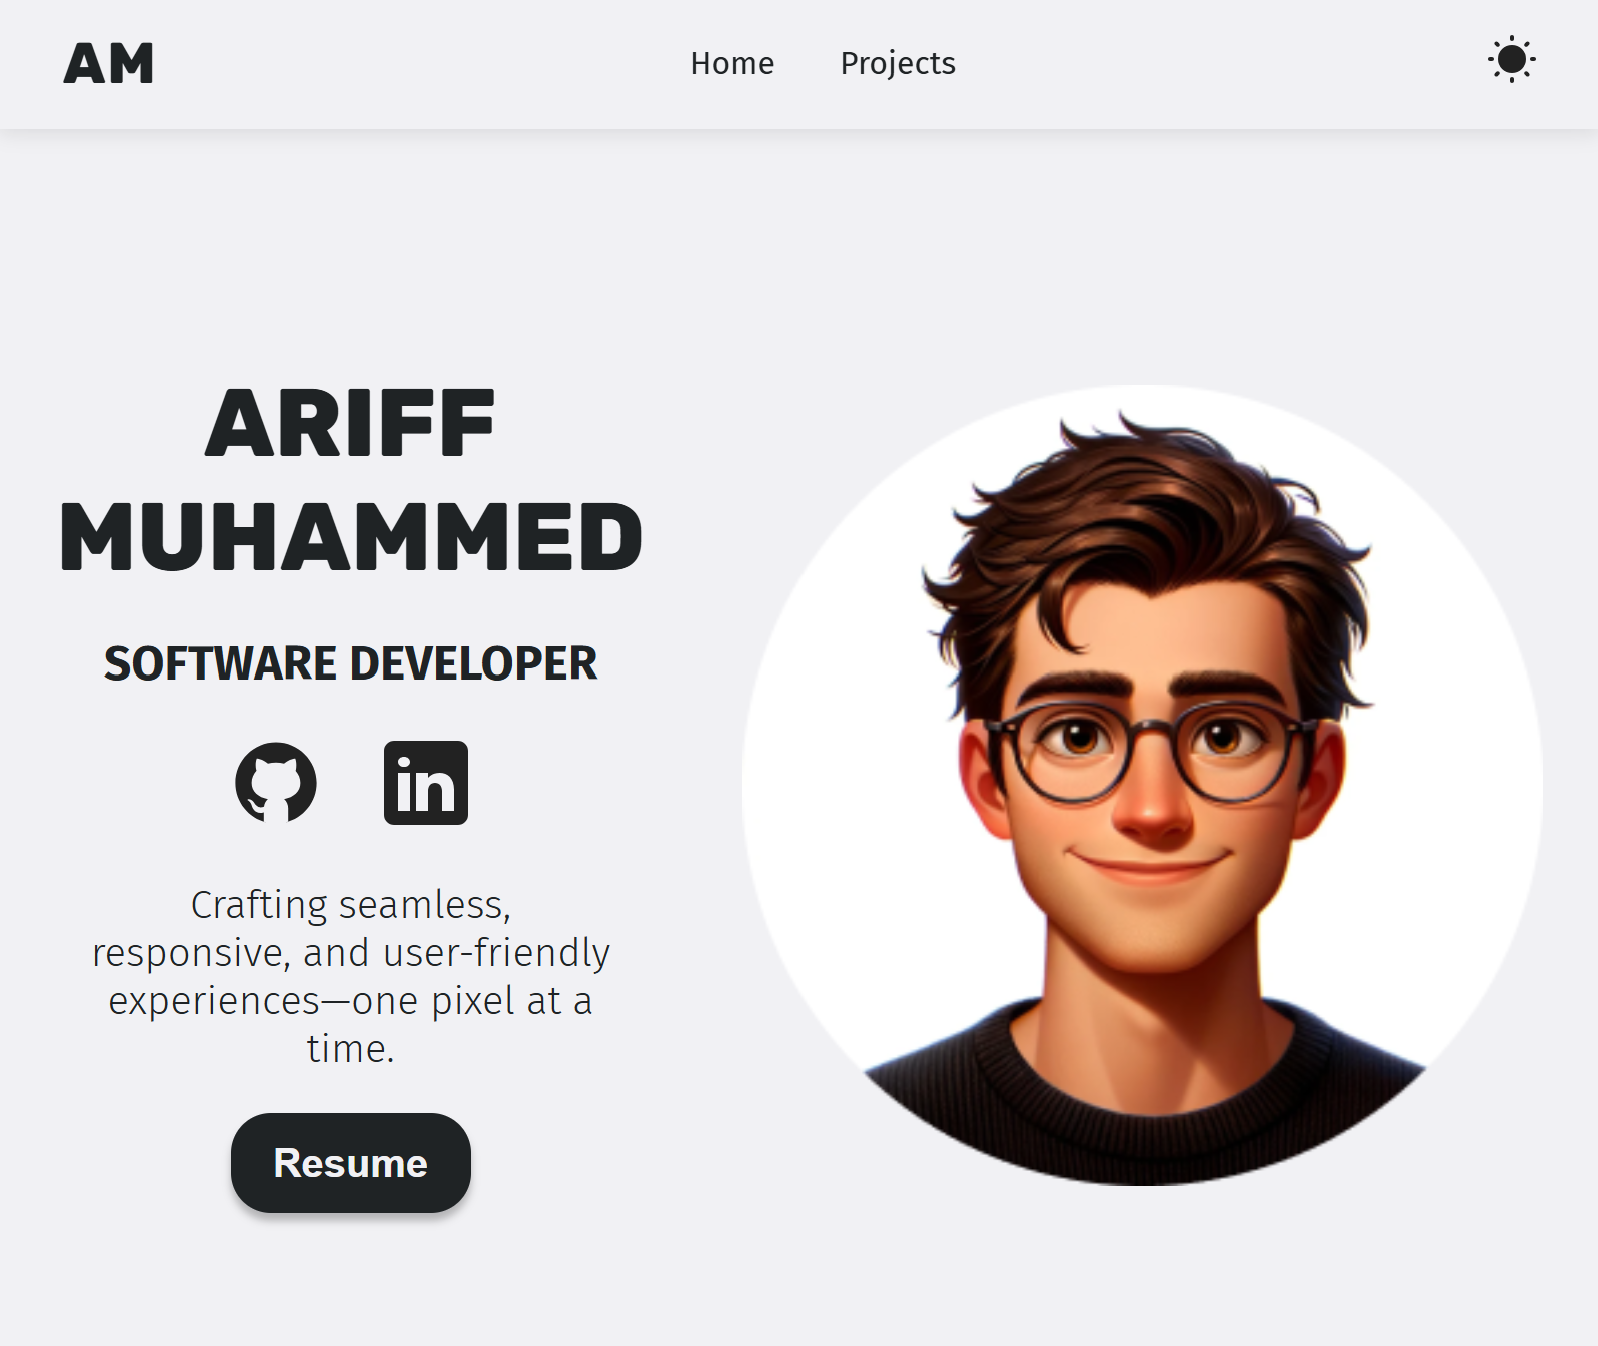 AM
Home Projects
ARIFF
MUHAMMED
SOFTWARE DEVELOPER
in
Crafting seamless,
responsive, and user-friendly
experiences—one pixel at a
time.
Resume